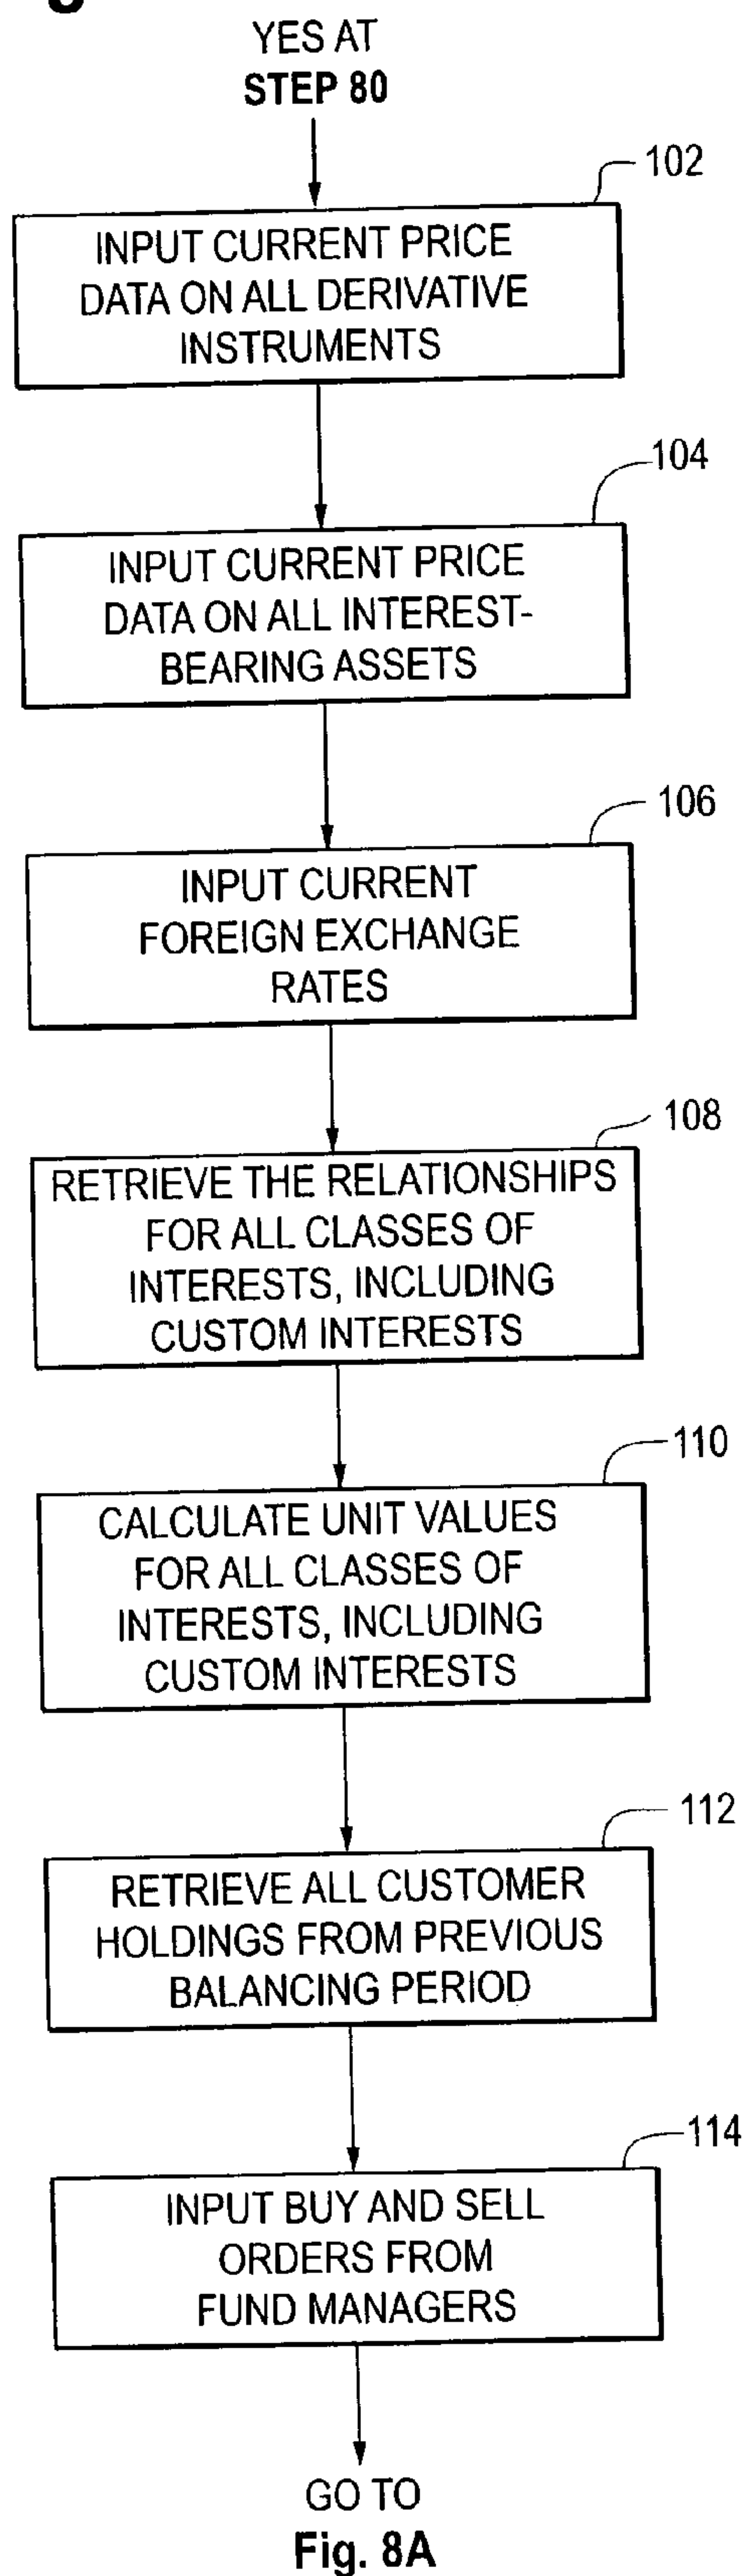 YES AT
STEP 80
102
INPUT CURRENT PRICE
DATA ON ALL DERIVATIVE
INSTRUMENTS
104
INPUT CURRENT PRICE
DATA ON ALL INTEREST-
BEARING ASSETS
106
INPUT CURRENT
FOREIGN EXCHANGE
RATES
108
RETRIEVE THE RELATIONSHIPS
FOR ALL CLASSES OF
INTERESTS, INCLUDING
CUSTOM INTERESTS
110
CALCULATE UNIT VALUES
FOR ALL CLASSES OF
INTERESTS, INCLUDING
CUSTOM INTERESTS
112
RETRIEVE ALL CUSTOMER
HOLDINGS FROM PREVIOUS
BALANCING PERIOD
114
INPUT BUY AND SELL
ORDERS FROM
FUND MANAGERS
GO TO
Fig. 8A